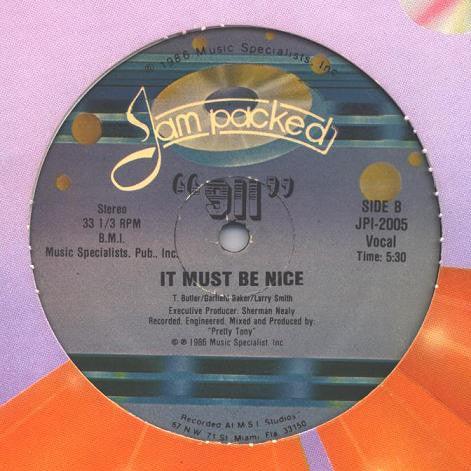 ℗ 1986 Music Specialists, Inc.
Jam packed
"911"
Stereo
33 1/3 RPM
B.M.I.
Music Specialists. Pub., Inc.
SIDE B
JPI-2005
Vocal
Time: 5:30
IT MUST BE NICE
T. Butler/Garfield Baker/Larry Smith
Executive Producer: Sherman Nealy
Recorded, Engineered, Mixed and Produced by:
"Pretty Tony"
© ℗ 1986 Music Specialist, Inc.
Recorded At M.S.I. Studios
67 N.W. 71 St. Miami, Fla. 33150